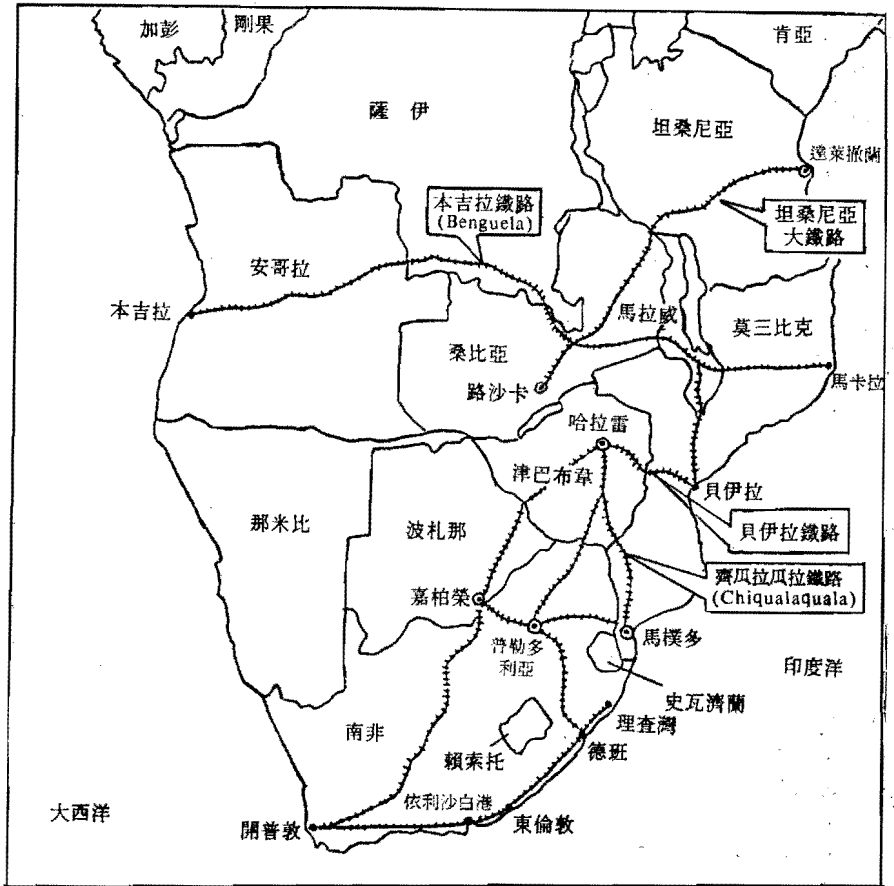 加彭
剛果
肯亞
薩伊
坦桑尼亞
達萊撒蘭
本吉拉鐵路
(Benguela)
坦桑尼亞
大鐵路
安哥拉
本吉拉
馬拉威
莫三比克
桑比亞
馬卡拉
路沙卡
哈拉雷
津巴布韋
貝伊拉
那米比
波札那
貝伊拉鐵路
齊瓜拉瓜拉鐵路
(Chiqualaquala)
嘉柏榮
普勒多
利亞
馬樸多
印度洋
史瓦濟蘭
理查灣
南非
賴索托
德班
大西洋
依利沙白港
開普敦
東倫敦